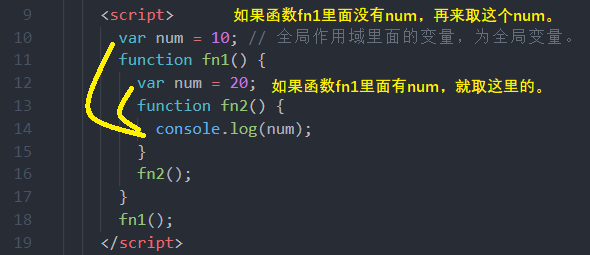 9 <script> 如果函数fn1里面没有num，再来取这个num。
10 var num = 10; // 全局作用域里面的变量，为全局变量。
11 function fn1() {
12 var num = 20; 如果函数fn1里面有num，就取这里的。
13 function fn2() {
14 console.log(num);
15 }
16 fn2();
17 }
18 fn1();
19 </script>